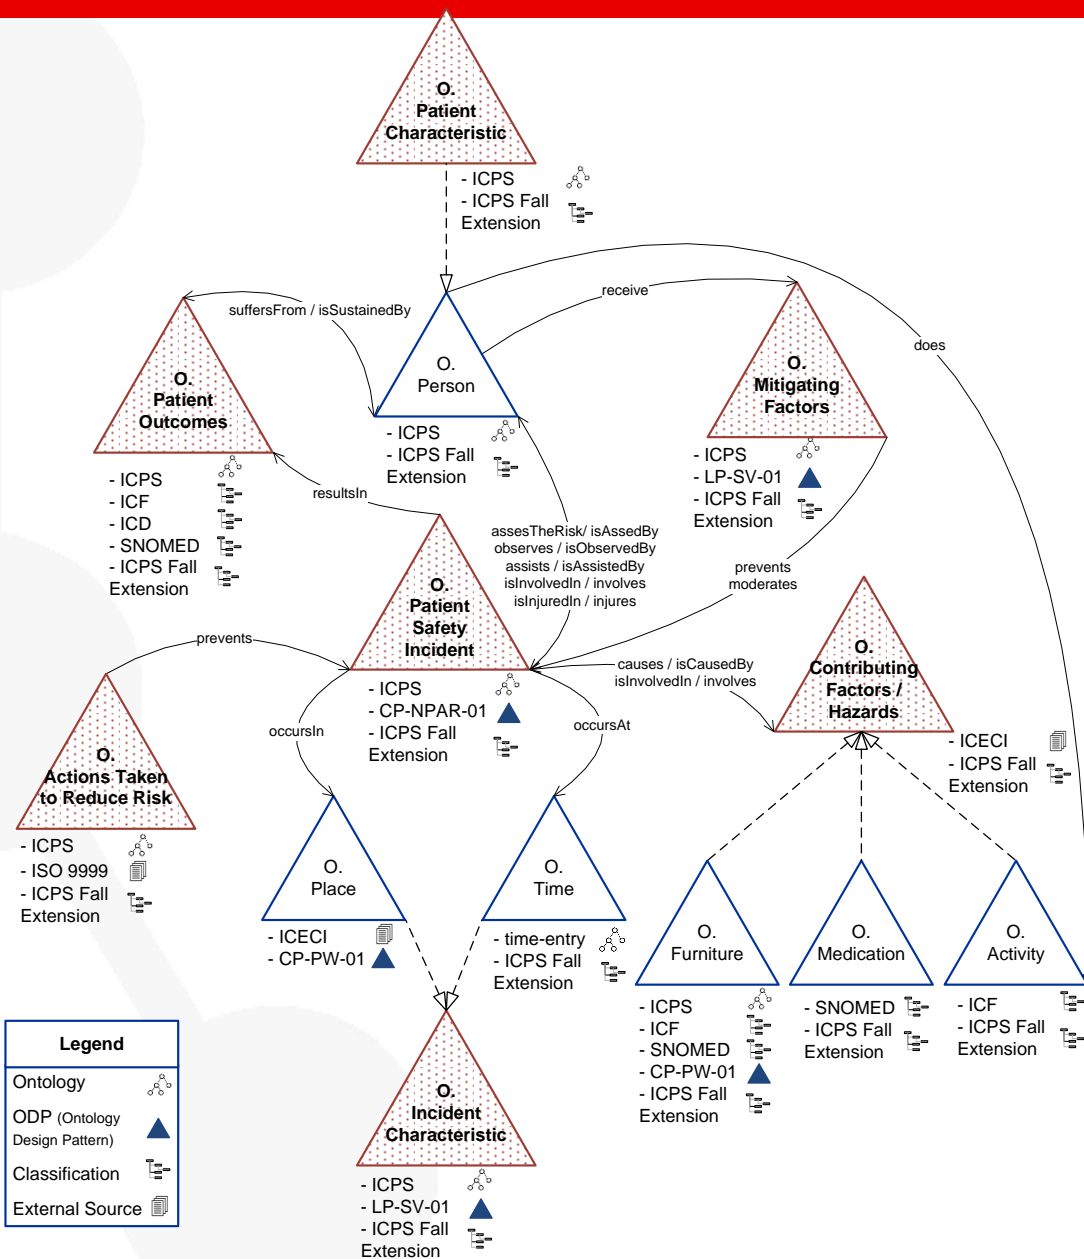 O.
Patient
Characteristic
- ICPS
- ICPS Fall
Extension
suffersFrom / isSustainedBy
receive
does
O.
Person
- ICPS
- ICPS Fall
Extension
O.
Patient
Outcomes
- ICPS
- ICF
- ICD
- SNOMED
- ICPS Fall
Extension
O.
Mitigating
Factors
- ICPS
- LP-SV-01
- ICPS Fall
Extension
resultsIn
assesTheRisk/ isAssedBy
observes / isObservedBy
assists / isAssistedBy
isInvolvedIn / involves
isInjuredIn / injures
prevents
moderates
O.
Patient
Safety
Incident
- ICPS
- CP-NPAR-01
- ICPS Fall
Extension
prevents
causes / isCausedBy
isInvolvedIn / involves
O.
Contributing
Factors /
Hazards
- ICECI
- ICPS Fall
Extension
occursIn
occursAt
O.
Actions Taken
to Reduce Risk
- ICPS
- ISO 9999
- ICPS Fall
Extension
O.
Place
- ICECI
- CP-PW-01
O.
Time
- time-entry
- ICPS Fall
Extension
O.
Furniture
- ICPS
- ICF
- SNOMED
- CP-PW-01
- ICPS Fall
Extension
O.
Medication
- SNOMED
- ICPS Fall
Extension
O.
Activity
- ICF
- ICPS Fall
Extension
O.
Incident
Characteristic
- ICPS
- LP-SV-01
- ICPS Fall
Extension
Legend
Ontology
ODP (Ontology
Design Pattern)
Classification
External Source